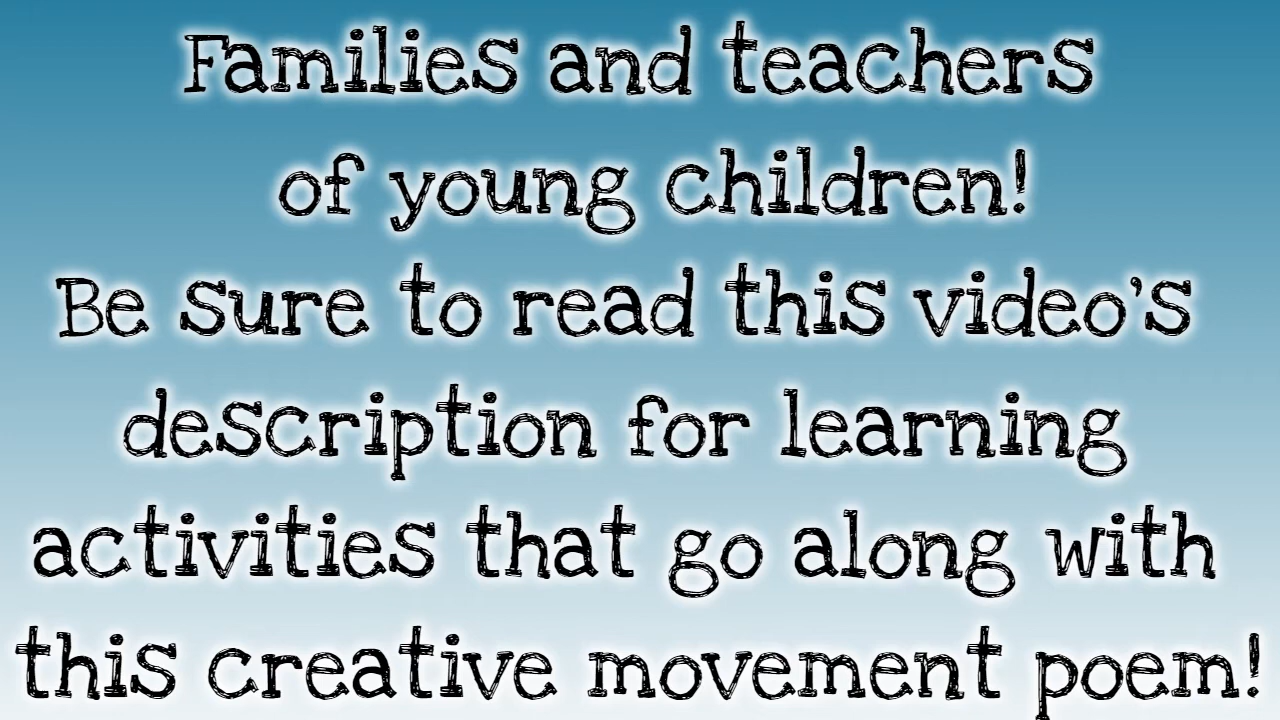 Families and teachers
of young children!
Be sure to read this video's
description for learning
activities that go along with
this creative movement poem!